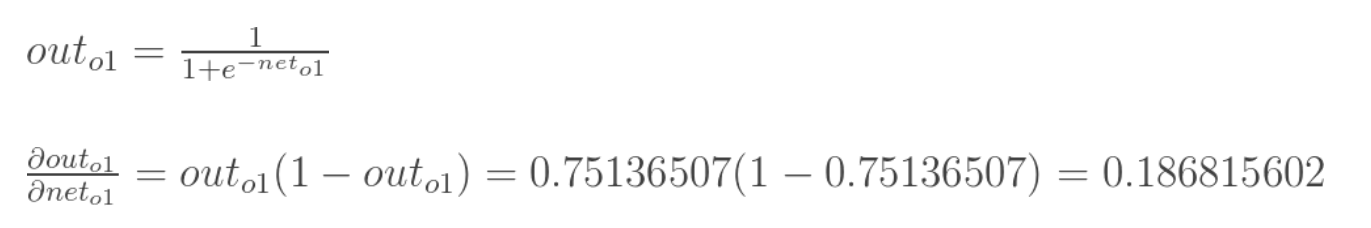 out_{o1} = \frac{1}{1+e^{-net_{o1}}}
\frac{\partial out_{o1}}{\partial net_{o1}} = out_{o1}(1 - out_{o1}) = 0.75136507(1 - 0.75136507) = 0.186815602